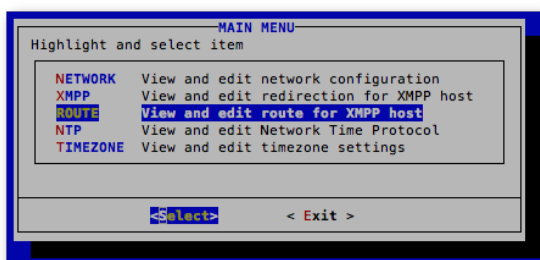 MAIN MENU
Highlight and select item
NETWORK View and edit network configuration
XMPP View and edit redirection for XMPP host
ROUTE View and edit route for XMPP host
NTP View and edit Network Time Protocol
TIMEZONE View and edit timezone settings
<Select> < Exit >